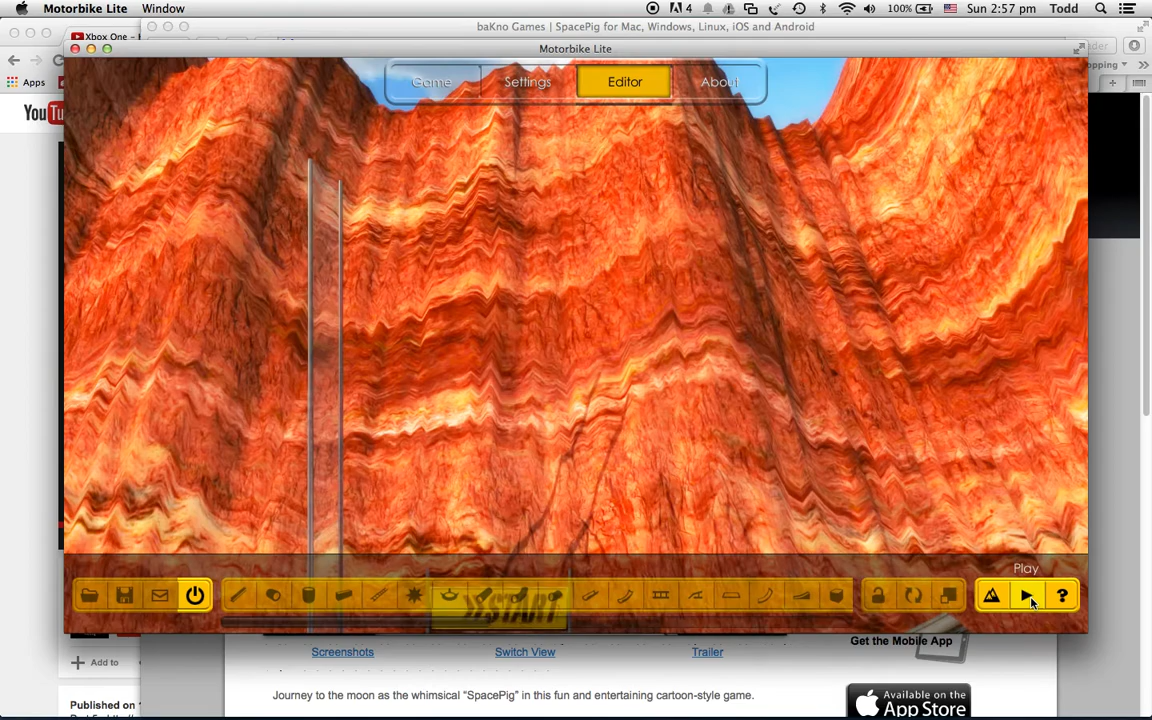 Motorbike Lite Window
4
100%
Sun 2:57 pm Todd
Xbox One –
baKno Games | SpacePig for Mac, Windows, Linux, iOS and Android
Motorbike Lite
Apps
opping
You
Game Settings Editor About
Play
START
?
Add to
Screenshots Switch View Trailer
Get the Mobile App
Published on
Journey to the moon as the whimsical "SpacePig" in this fun and entertaining cartoon-style game.
Available on the
App Store